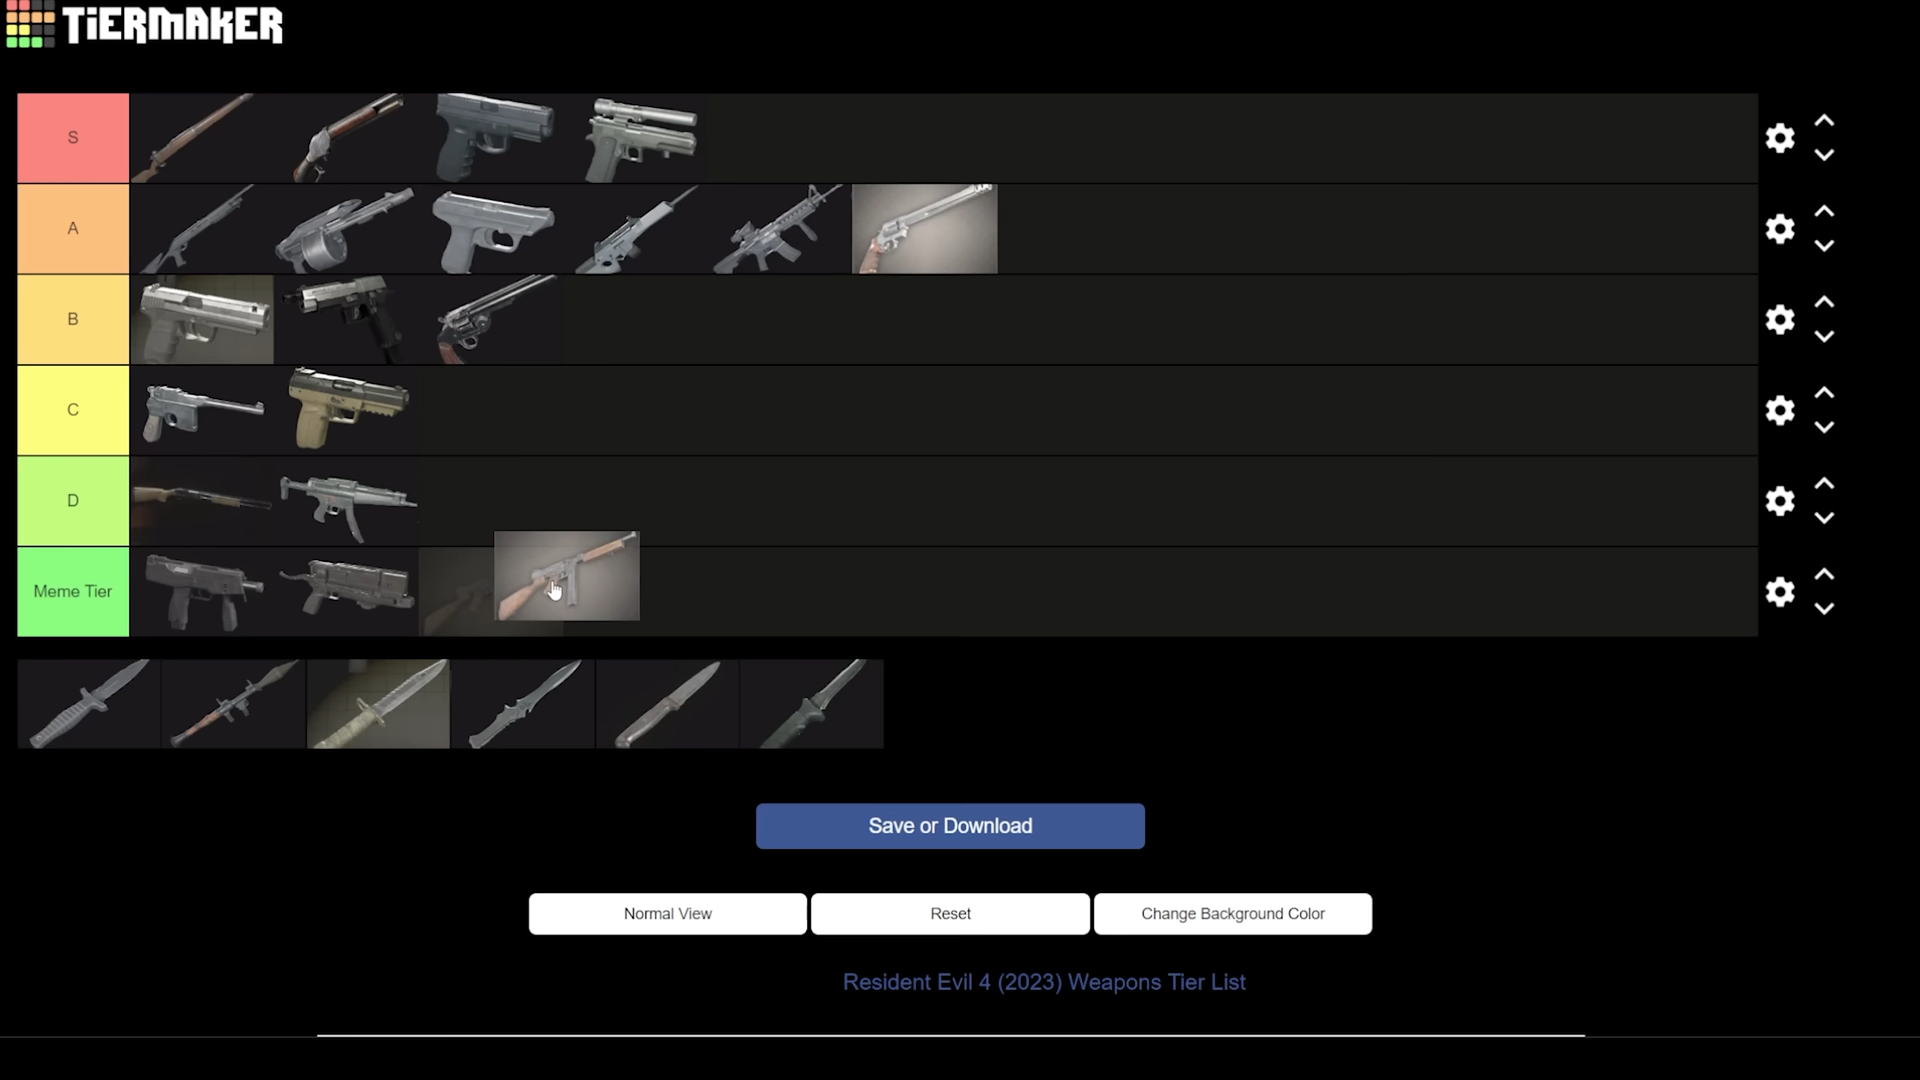 TiERMAKER
S
A
B
C
D
Meme Tier
Save or Download
Normal View
Reset
Change Background Color
Resident Evil 4 (2023) Weapons Tier List